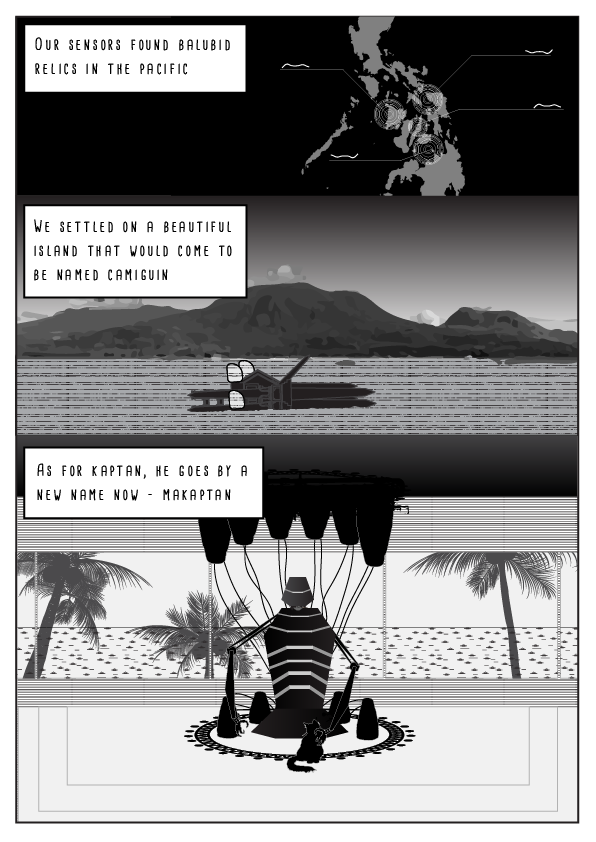 OUR SENSORS FOUND BALUBID
RELICS IN THE PACIFIC
WE SETTLED ON A BEAUTIFUL
ISLAND THAT WOULD COME TO
BE NAMED CAMIGUIN
AS FOR KAPTAN, HE GOES BY A
NEW NAME NOW - MAKAPTAN